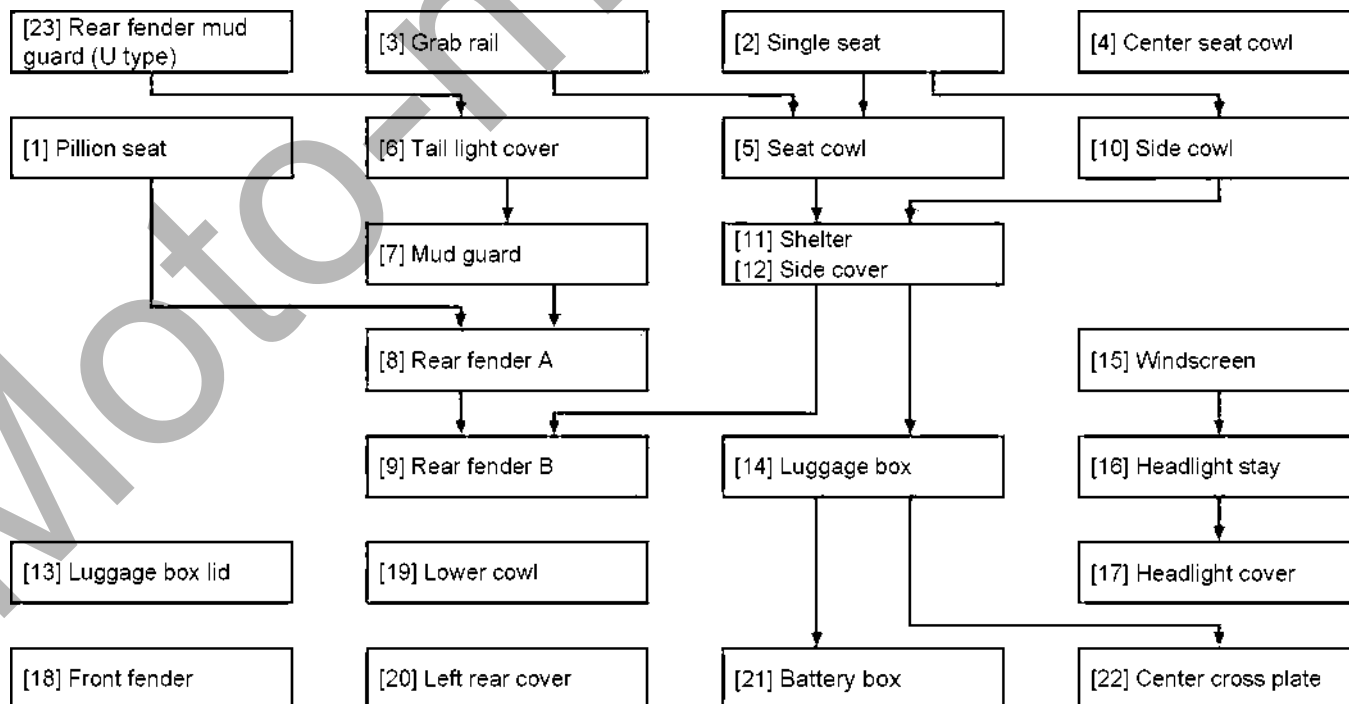 [23] Rear fender mud
guard (U type)
[3] Grab rail
[2] Single seat
[4] Center seat cowl
[1] Pillion seat
[6] Tail light cover
[5] Seat cowl
[10] Side cowl
[7] Mud guard
[11] Shelter
[12] Side cover
[8] Rear fender A
[15] Windscreen
[9] Rear fender B
[14] Luggage box
[16] Headlight stay
[13] Luggage box lid
[19] Lower cowl
[17] Headlight cover
[18] Front fender
[20] Left rear cover
[21] Battery box
[22] Center cross plate
Moto-m